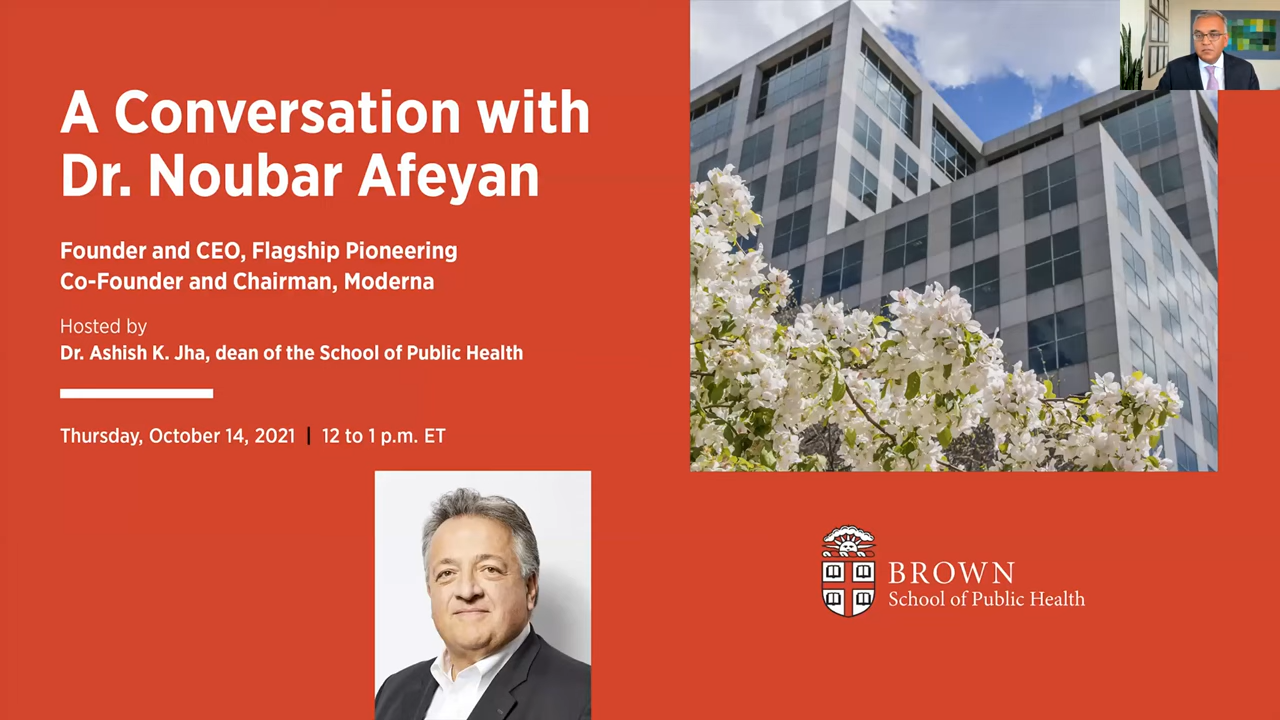 A Conversation with
Dr. Noubar Afeyan
Founder and CEO, Flagship Pioneering
Co-Founder and Chairman, Moderna
Hosted by
Dr. Ashish K. Jha, dean of the School of Public Health
Thursday, October 14, 2021 | 12 to 1 p.m. ET
BROWN
School of Public Health